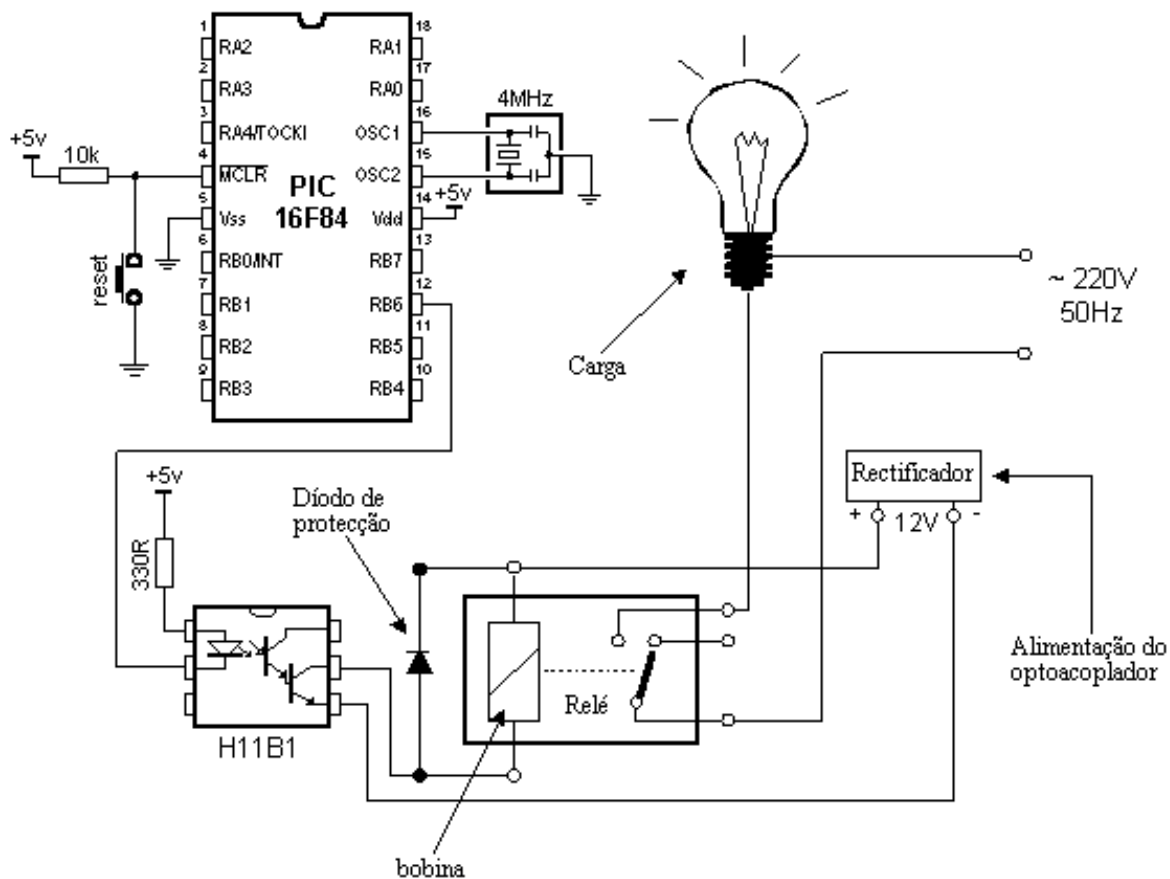 1
RA2
18
RA1
2
RA3
17
RA0
3
RA4/TOCKI
16
OSC1
4MHz
+5v
10k
4
MCLR
PIC
16F84
15
OSC2
+5v
5
Vss
14
Vdd
6
RB0/INT
13
RB7
reset
7
RB1
12
RB6
8
RB2
11
RB5
9
RB3
10
RB4
~ 220V
50Hz
Carga
+5v
330R
Díodo de
protecção
Rectificador
+ 12V -
Alimentação do
optoacoplador
Relé
H11B1
bobina